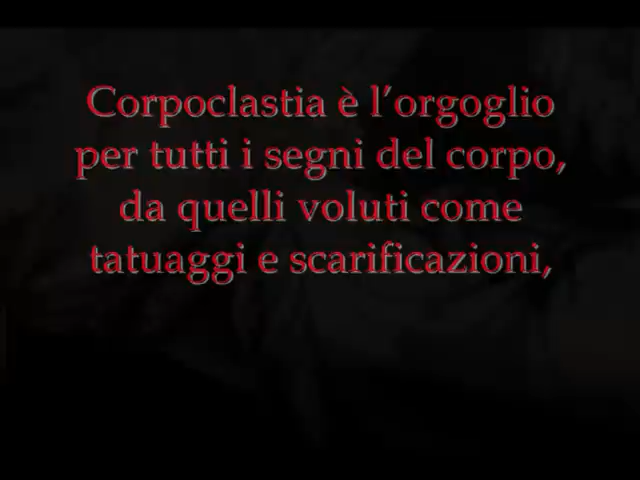 Corpoclastia è l’orgoglio
per tutti i segni del corpo,
da quelli voluti come
tatuaggi e scarificazioni,